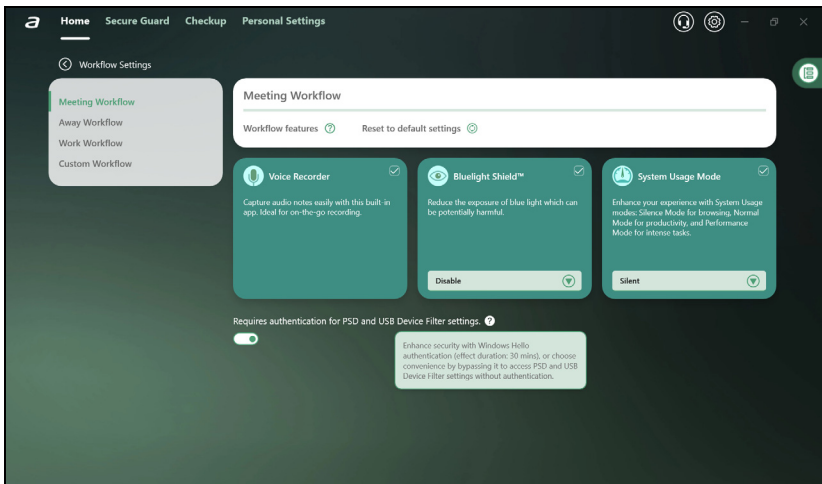 a Home Secure Guard Checkup Personal Settings
Workflow Settings
Meeting Workflow
Away Workflow
Work Workflow
Custom Workflow
Meeting Workflow
Workflow features ? Reset to default settings
Voice Recorder
Capture audio notes easily with this built-in
app. Ideal for on-the-go recording.
Bluelight Shield™
Reduce the exposure of blue light which can
be potentially harmful.
Disable
System Usage Mode
Enhance your experience with System Usage
modes: Silence Mode for browsing, Normal
Mode for productivity, and Performance
Mode for intense tasks.
Silent
Requires authentication for PSD and USB Device Filter settings. ?
Enhance security with Windows Hello
authentication (effect duration: 30 mins), or choose
convenience by bypassing it to access PSD and USB
Device Filter settings without authentication.